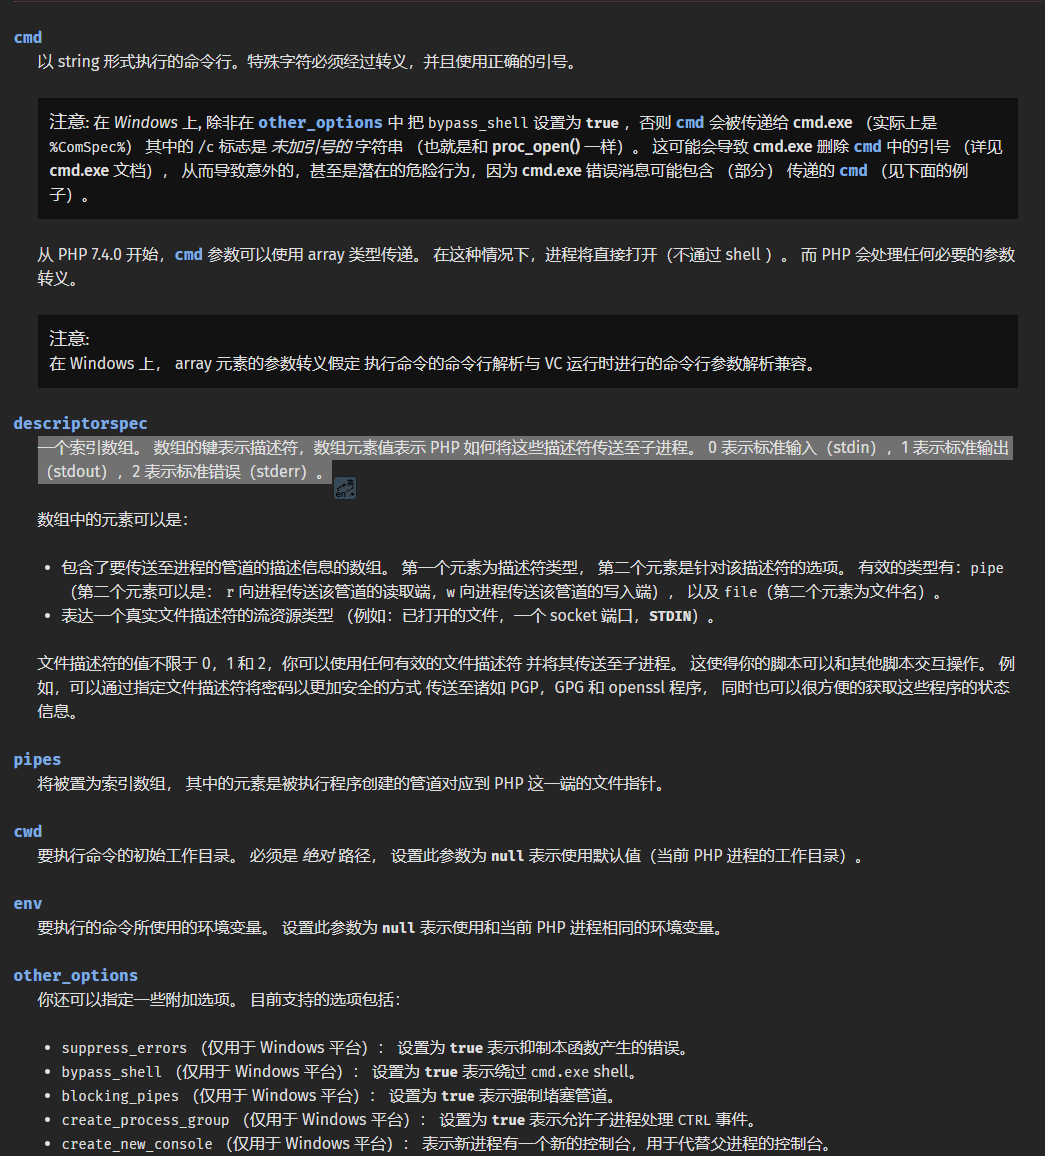 cmd
以 string 形式执行的命令行。特殊字符必须经过转义，并且使用正确的引号。
注意: 在 Windows 上, 除非在 other_options 中 把 bypass_shell 设置为 true ，否则 cmd 会被传递给 cmd.exe （实际上是
%ComSpec%） 其中的 /c 标志是 未加引号的 字符串 （也就是和 proc_open() 一样）。 这可能会导致 cmd.exe 删除 cmd 中的引号 （详见
cmd.exe 文档）， 从而导致意外的，甚至是潜在的危险行为，因为 cmd.exe 错误消息可能包含 （部分） 传递的 cmd （见下面的例
子）。
从 PHP 7.4.0 开始，cmd 参数可以使用 array 类型传递。 在这种情况下，进程将直接打开（不通过 shell ）。 而 PHP 会处理任何必要的参数
转义。
注意:
在 Windows 上， array 元素的参数转义假定 执行命令的命令行解析与 VC 运行时进行的命令行参数解析兼容。
descriptorspec
一个索引数组。 数组的键表示描述符，数组元素值表示 PHP 如何将这些描述符传送至子进程。 0 表示标准输入（stdin），1 表示标准输出
（stdout），2 表示标准错误（stderr）。
数组中的元素可以是：
• 包含了要传送至进程的管道的描述信息的数组。 第一个元素为描述符类型， 第二个元素是针对该描述符的选项。 有效的类型有：pipe
（第二个元素可以是： r 向进程传送该管道的读取端，w 向进程传送该管道的写入端）， 以及 file（第二个元素为文件名）。
• 表达一个真实文件描述符的流资源类型 （例如：已打开的文件，一个 socket 端口，STDIN）。
文件描述符的值不限于 0，1 和 2，你可以使用任何有效的文件描述符 并将其传送至子进程。 这使得你的脚本可以和其他脚本交互操作。 例
如，可以通过指定文件描述符将密码以更加安全的方式 传送至诸如 PGP，GPG 和 openssl 程序， 同时也可以很方便的获取这些程序的状态
信息。
pipes
将被置为索引数组， 其中的元素是被执行程序创建的管道对应到 PHP 这一端的文件指针。
cwd
要执行命令的初始工作目录。 必须是 绝对 路径， 设置此参数为 null 表示使用默认值（当前 PHP 进程的工作目录）。
env
要执行的命令所使用的环境变量。 设置此参数为 null 表示使用和当前 PHP 进程相同的环境变量。
other_options
你还可以指定一些附加选项。 目前支持的选项包括：
• suppress_errors （仅用于 Windows 平台）： 设置为 true 表示抑制本函数产生的错误。
• bypass_shell （仅用于 Windows 平台）： 设置为 true 表示绕过 cmd.exe shell。
• blocking_pipes （仅用于 Windows 平台）： 设置为 true 表示强制堵塞管道。
• create_process_group （仅用于 Windows 平台）： 设置为 true 表示允许子进程处理 CTRL 事件。
• create_new_console （仅用于 Windows 平台）： 表示新进程有一个新的控制台，用于代替父进程的控制台。